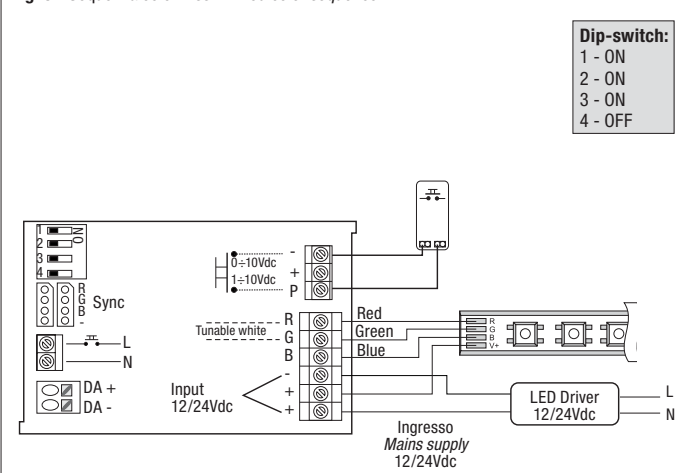 Dip-switch:
1 - ON
2 - ON
3 - ON
4 - OFF
1
2
3
4
ON
R
G
B
-
Sync
L
N
DA +
DA -
0÷10Vdc
1÷10Vdc
-
+
P
Tunable white
R
G
B
-
+
+
Input
12/24Vdc
Red
Green
Blue
R
G
B
V+
LED Driver
12/24Vdc
L
N
Ingresso
Mains supply
12/24Vdc